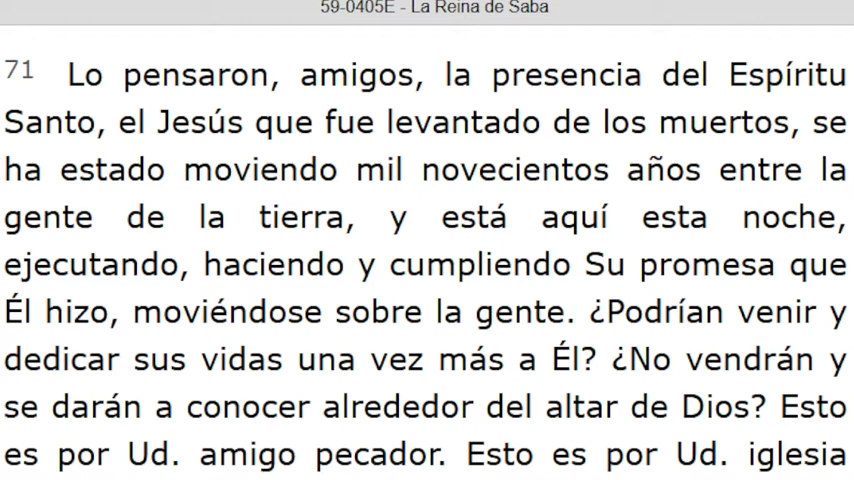 59-0405E - La Reina de Saba
71 Lo pensaron, amigos, la presencia del Espíritu
Santo, el Jesús que fue levantado de los muertos, se
ha estado moviendo mil novecientos años entre la
gente de la tierra, y está aquí esta noche,
ejecutando, haciendo y cumpliendo Su promesa que
Él hizo, moviéndose sobre la gente. ¿Podrían venir y
dedicar sus vidas una vez más a Él? ¿No vendrán y
se darán a conocer alrededor del altar de Dios? Esto
es por Ud. amigo pecador. Esto es por Ud. iglesia